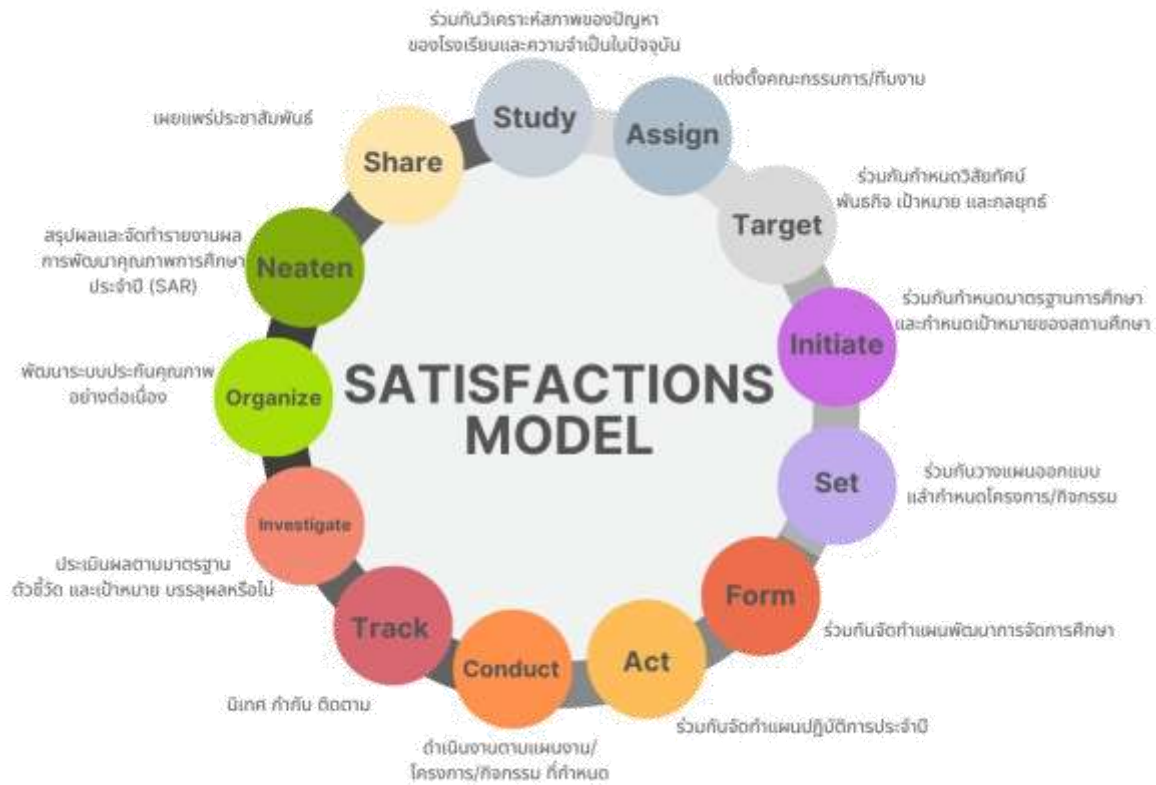 ร่วมกันวิเคราะห์สภาพของปัญหา
ของโรงเรียนและความจำเป็นในปัจจุบัน
Study
แต่งตั้งคณะกรรมการ/ทีมงาน
Assign
ร่วมกันกำหนดวิสัยทัศน์
พันธกิจ เป้าหมาย และกลยุทธ์
Target
ร่วมกันกำหนดมาตรฐานการศึกษา
และกำหนดเป้าหมายของสถานศึกษา
Initiate
ร่วมกันวางแผนออกแบบ
แล้กำหนดโครงการ/กิจกรรม
Set
Form
ร่วมกันจัดทำแผนพัฒนาการจัดการศึกษา
Act
ร่วมกันจัดทำแผนปฏิบัติการประจำปี
Conduct
ดำเนินงานตามแผนงาน/
โครงการ/กิจกรรม ที่กำหนด
Track
นิเทศ กำกับ ติดตาม
Investigate
ประเมินผลตามมาตรฐาน
ตัวชี้วัด และเป้าหมาย บรรลุผลหรือไม่
พัฒนาระบบประกันคุณภาพ
อย่างต่อเนื่อง
Organize
สรุปผลและจัดทำรายงานผล
การพัฒนาคุณภาพการศึกษา
ประจำปี (SAR)
Neaten
เผยแพร่ประชาสัมพันธ์
Share
SATISFACTIONS
MODEL